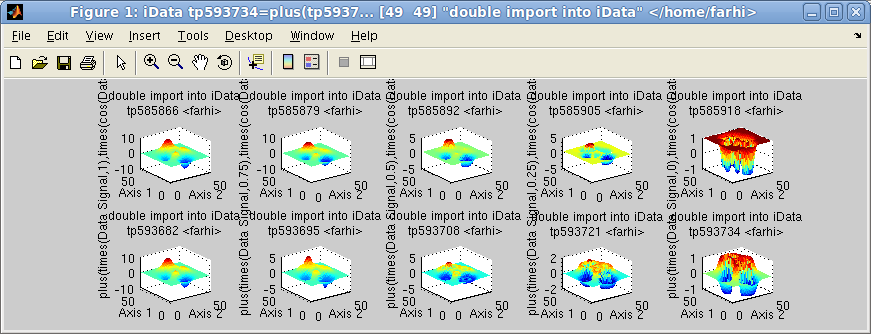 Figure 1: iData tp593734=plus(tp5937... [49 49] "double import into iData" </home/farhi>
File Edit View Insert Tools Desktop Window Help
double import into iData double import into iData double import into iData double import into iData double import into iData
tp585866 <farhi> tp585879 <farhi> tp585892 <farhi> tp585905 <farhi> tp585918 <farhi>
10 10 10 10 1
0 0 0 0 0
-10 -10 -10 -10 -1
50 50 50 50 50
50 50 50 50 50
Axis 1 Axis 2 Axis 1 Axis 2 Axis 1 Axis 2 Axis 1 Axis 2 Axis 1 Axis 2
0 0 0 0 0 0 0 0 0 0
double import into iData double import into iData double import into iData double import into iData double import into iData
tp593682 <farhi> tp593695 <farhi> tp593708 <farhi> tp593721 <farhi> tp593734 <farhi>
10 10 5 2 1
0 0 0 0 0
-10 -10 -5 -2 -1
50 50 50 50 50
50 50 50 50 50
Axis 1 Axis 2 Axis 1 Axis 2 Axis 1 Axis 2 Axis 1 Axis 2 Axis 1 Axis 2
0 0 0 0 0 0 0 0 0 0
plus(times(Data Signal,1),times(cos(Data
plus(times(Data Signal,0.75),times(cos(Data
plus(times(Data Signal,0.5),times(cos(Data
plus(times(Data Signal,0.25),times(cos(Data
plus(times(Data Signal,0),times(cos(Data